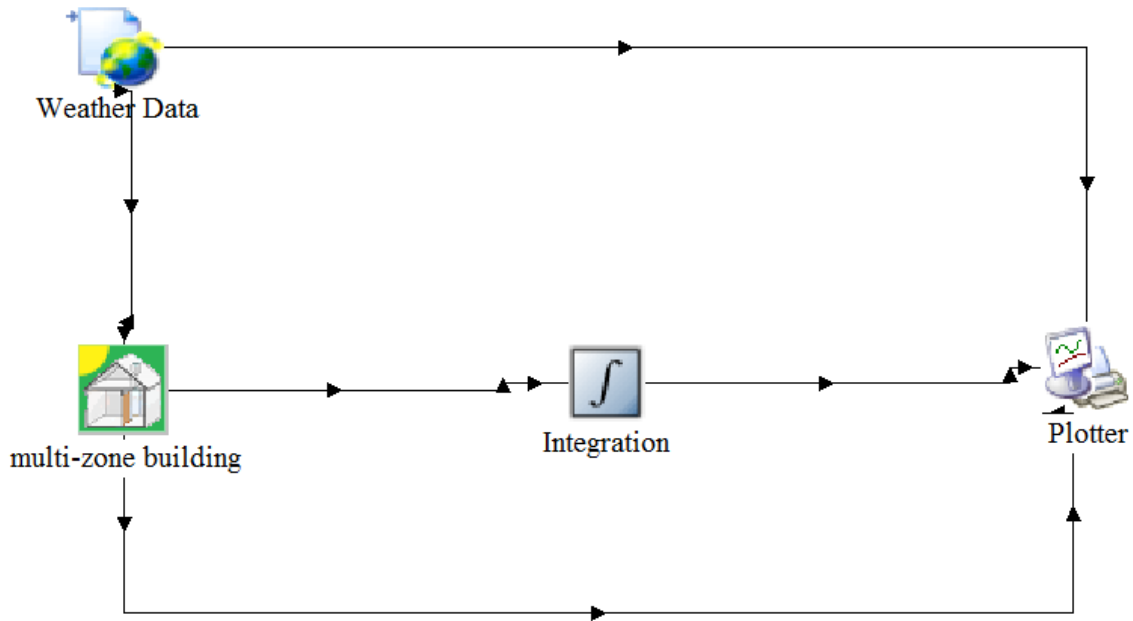 Weather Data
multi-zone building
∫
Integration
Plotter